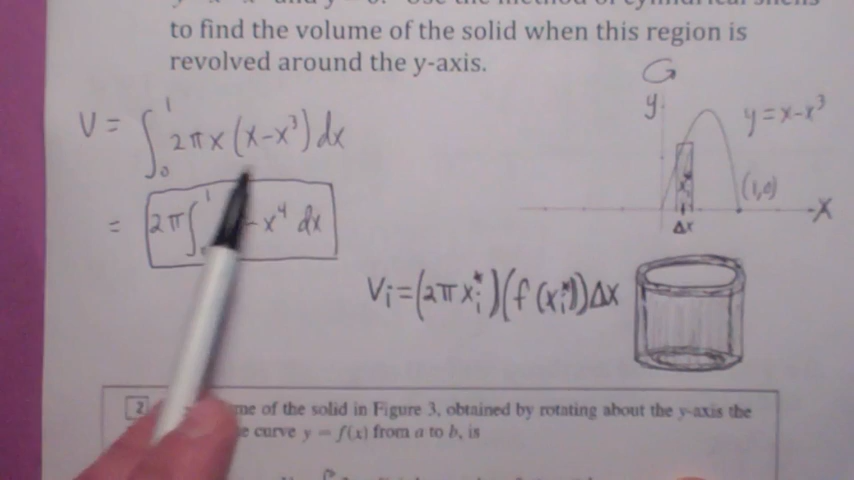 to find the volume of the solid when this region is
revolved around the y-axis.
V = ∫₀¹ 2πx (x-x³) dx
= 2π∫ - x⁴ dx
y
y = x-x³
(1,0)
x
Δx
Vi = (2π xi*)(f(xi*))Δx
2 me of the solid in Figure 3, obtained by rotating about the y-axis the
curve y = f(x) from a to b, is